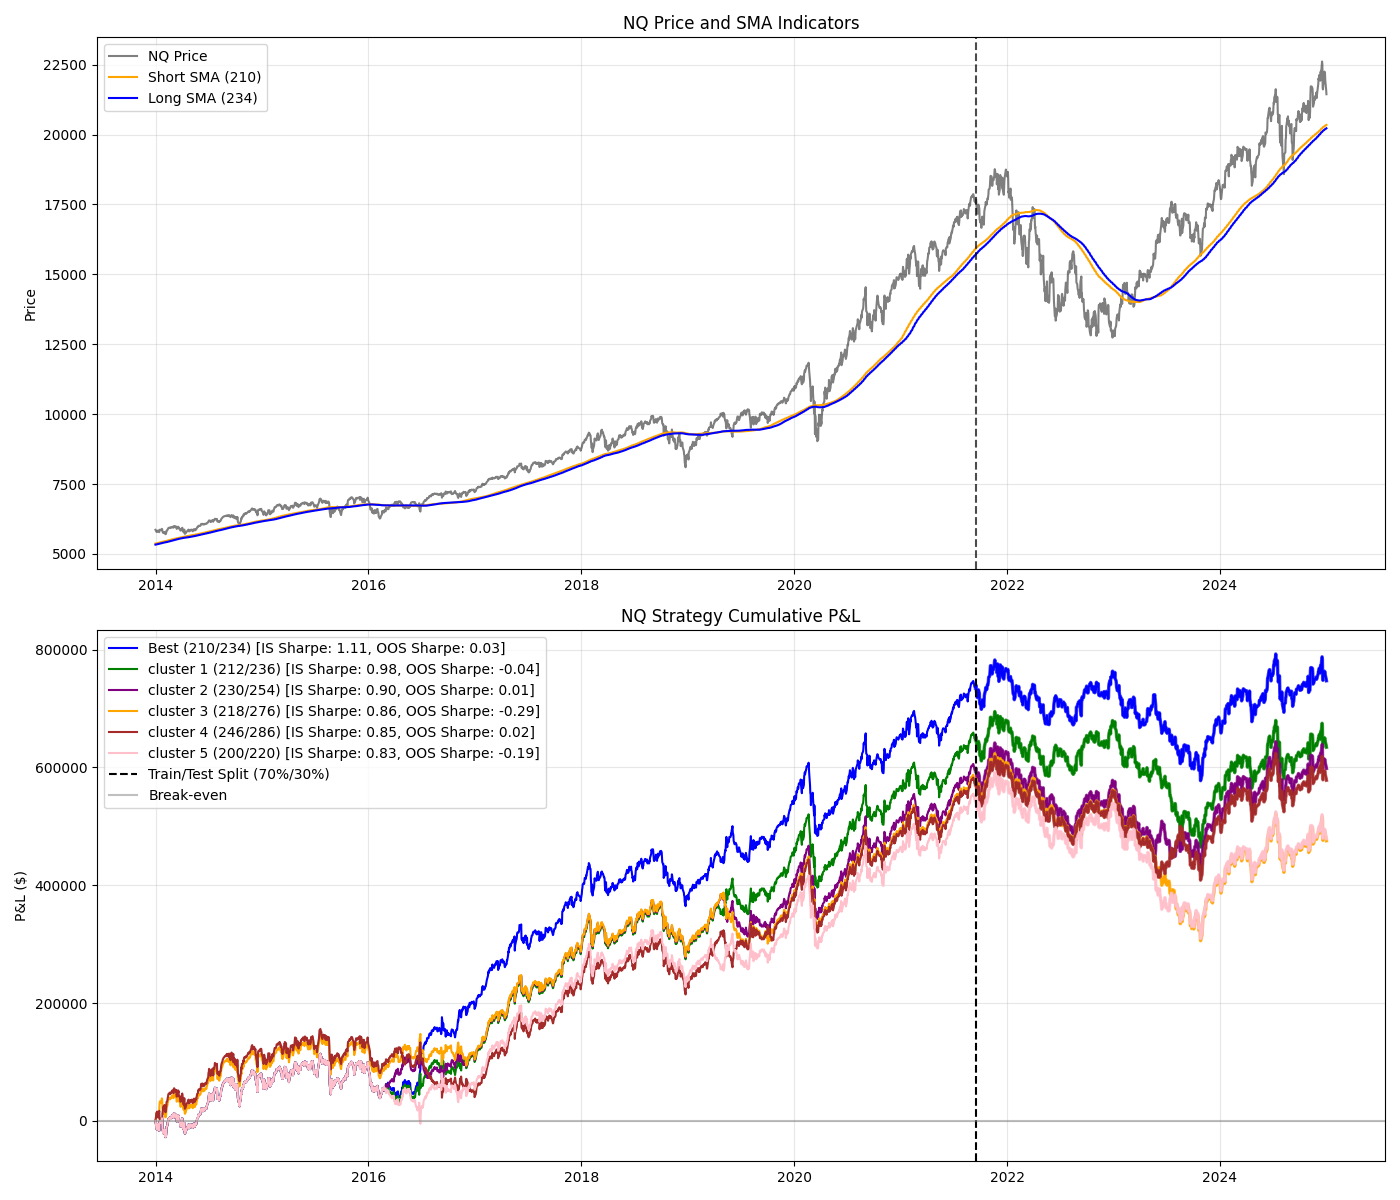 NQ Price and SMA Indicators
NQ Price
Short SMA (210)
Long SMA (234)
Price
22500
20000
17500
15000
12500
10000
7500
5000
2014
2016
2018
2020
2022
2024
NQ Strategy Cumulative P&L
Best (210/234) [IS Sharpe: 1.11, OOS Sharpe: 0.03]
cluster 1 (212/236) [IS Sharpe: 0.98, OOS Sharpe: -0.04]
cluster 2 (230/254) [IS Sharpe: 0.90, OOS Sharpe: 0.01]
cluster 3 (218/276) [IS Sharpe: 0.86, OOS Sharpe: -0.29]
cluster 4 (246/286) [IS Sharpe: 0.85, OOS Sharpe: 0.02]
cluster 5 (200/220) [IS Sharpe: 0.83, OOS Sharpe: -0.19]
Train/Test Split (70%/30%)
Break-even
P&L ($)
800000
600000
400000
200000
0
2014
2016
2018
2020
2022
2024